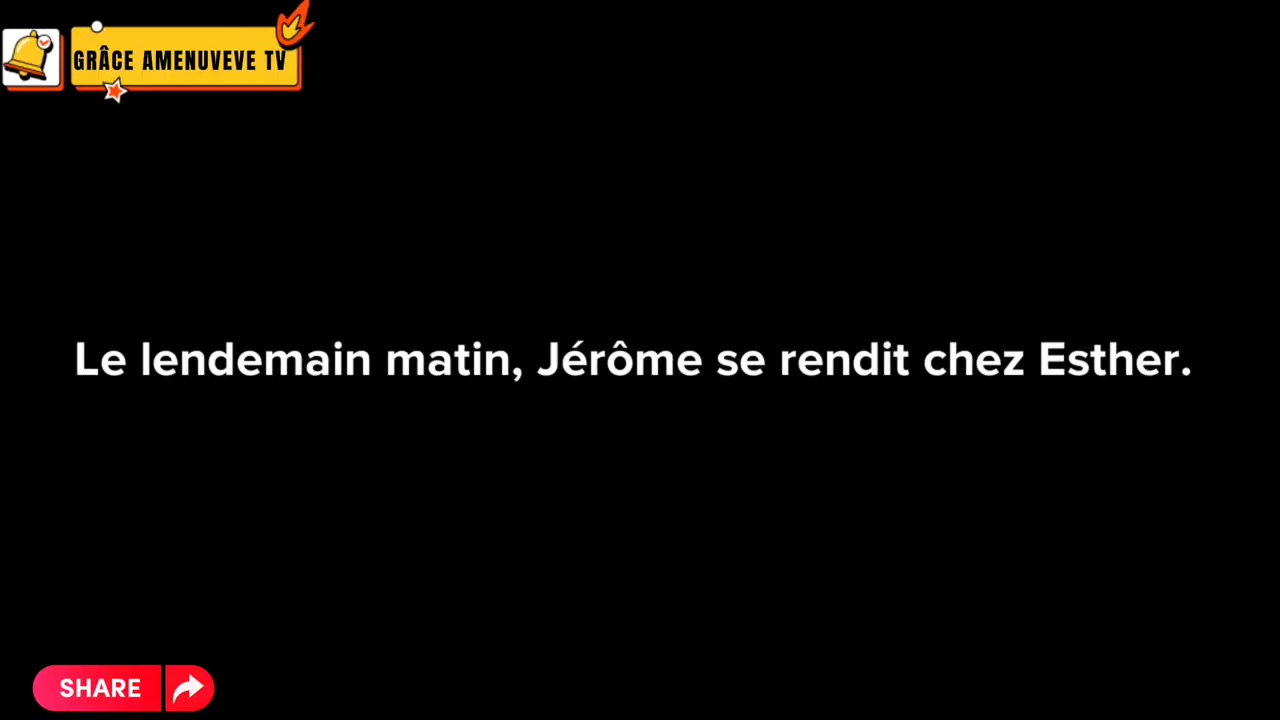 GRÂCE AMENUVEVE TV
Le lendemain matin, Jérôme se rendit chez Esther.
SHARE